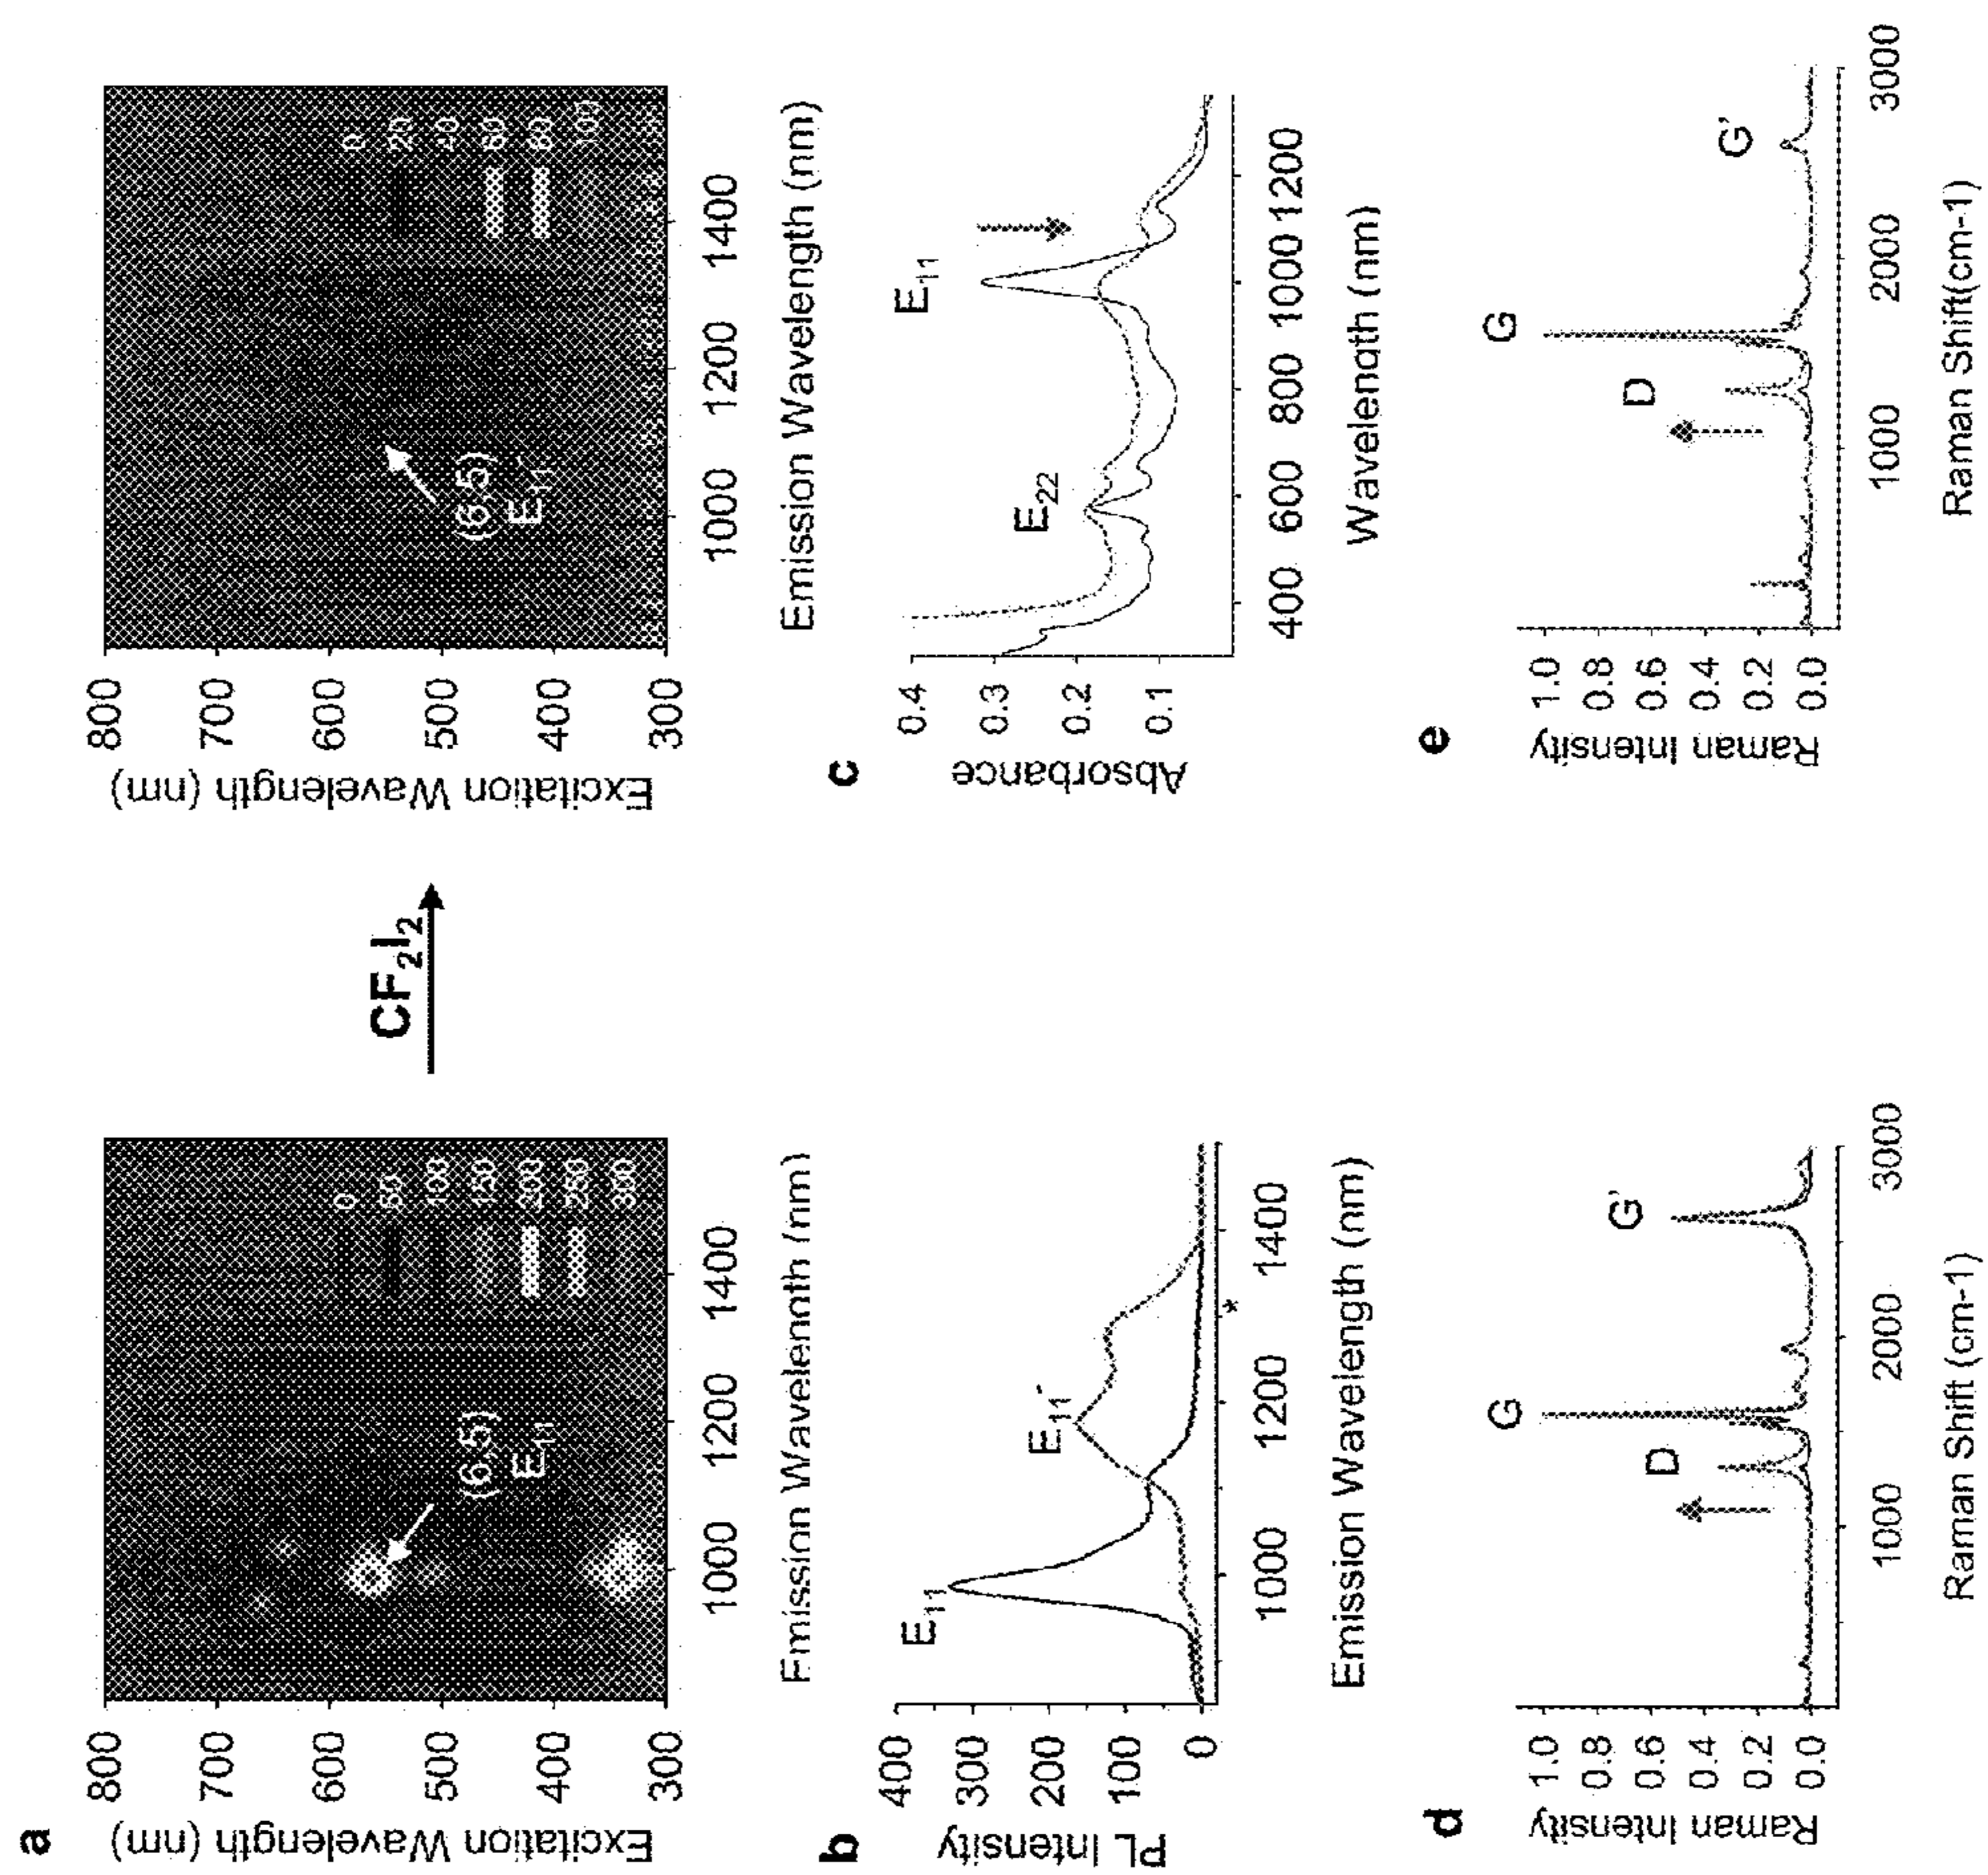 a
Excitation Wavelength (nm)
800
700
600
500
400
300
(6,5)
E11
0
50
100
150
200
250
300
1000 1200 1400
Emission Wavelength (nm)
CF2I2
Excitation Wavelength (nm)
800
700
600
500
400
300
(6,5)
E11-
0
20
40
60
80
100
1000 1200 1400
Emission Wavelength (nm)
b
PL Intensity
400
300
200
100
0
E11
E11-
*
1000 1200 1400
Emission Wavelength (nm)
c
Absorbance
0.4
0.3
0.2
0.1
E22
E11
400 600 800 1000 1200
Wavelength (nm)
d
Raman Intensity
1.0
0.8
0.6
0.4
0.2
0.0
D
G
G'
1000 2000 3000
Raman Shift (cm-1)
e
Raman Intensity
1.0
0.8
0.6
0.4
0.2
0.0
D
G
G'
1000 2000 3000
Raman Shift(cm-1)